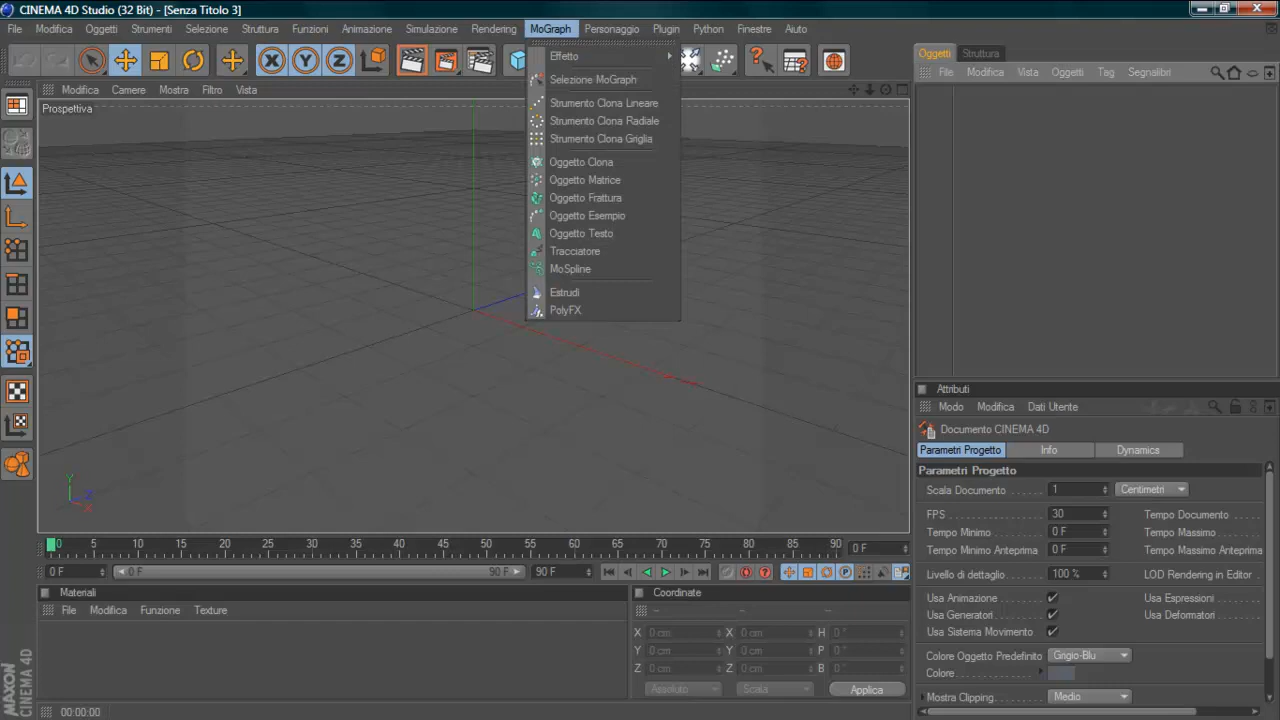 CINEMA 4D Studio (32 Bit) - [Senza Titolo 3]
File Modifica Oggetti Strumenti Selezione Struttura Funzioni Animazione Simulazione Rendering MoGraph Personaggio Plugin Python Finestre Aiuto
Modifica Camere Mostra Filtro Vista
Prospettiva
Effetto
Selezione MoGraph
Strumento Clona Lineare
Strumento Clona Radiale
Strumento Clona Griglia
Oggetto Clona
Oggetto Matrice
Oggetto Frattura
Oggetto Esempio
Oggetto Testo
Tracciatore
MoSpline
Estrudi
PolyFX
Y
Z
X
0 5 10 15 20 25 30 35 40 45 50 55 60 65 70 75 80 85 90 0 F
0 F 0 F 90 F 90 F
Materiali
File Modifica Funzione Texture
Coordinate
-- -- --
X 0 cm X 0 cm H 0 °
Y 0 cm Y 0 cm P 0 °
Z 0 cm Z 0 cm B 0 °
Assoluto Scala Applica
Oggetti Struttura
File Modifica Vista Oggetti Tag Segnalibri
Attributi
Modo Modifica Dati Utente
Documento CINEMA 4D
Parametri Progetto Info Dynamics
Parametri Progetto
Scala Documento 1 Centimetri
FPS 30 Tempo Documento
Tempo Minimo 0 F Tempo Massimo
Tempo Minimo Anteprima 0 F Tempo Massimo Anteprima
Livello di dettaglio 100 % LOD Rendering in Editor
Usa Animazione Usa Espressioni
Usa Generatori Usa Deformatori
Usa Sistema Movimento
Colore Oggetto Predefinito Grigio-Blu
Colore
Mostra Clipping Medio
MAXON
CINEMA 4D
00:00:00